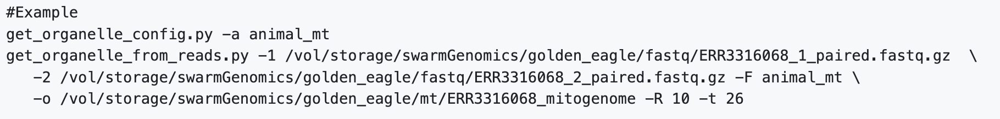 #Example
get_organelle_config.py -a animal_mt
get_organelle_from_reads.py -1 /vol/storage/swarmGenomics/golden_eagle/fastq/ERR3316068_1_paired.fastq.gz  \
   -2 /vol/storage/swarmGenomics/golden_eagle/fastq/ERR3316068_2_paired.fastq.gz -F animal_mt \
   -o /vol/storage/swarmGenomics/golden_eagle/mt/ERR3316068_mitogenome -R 10 -t 26